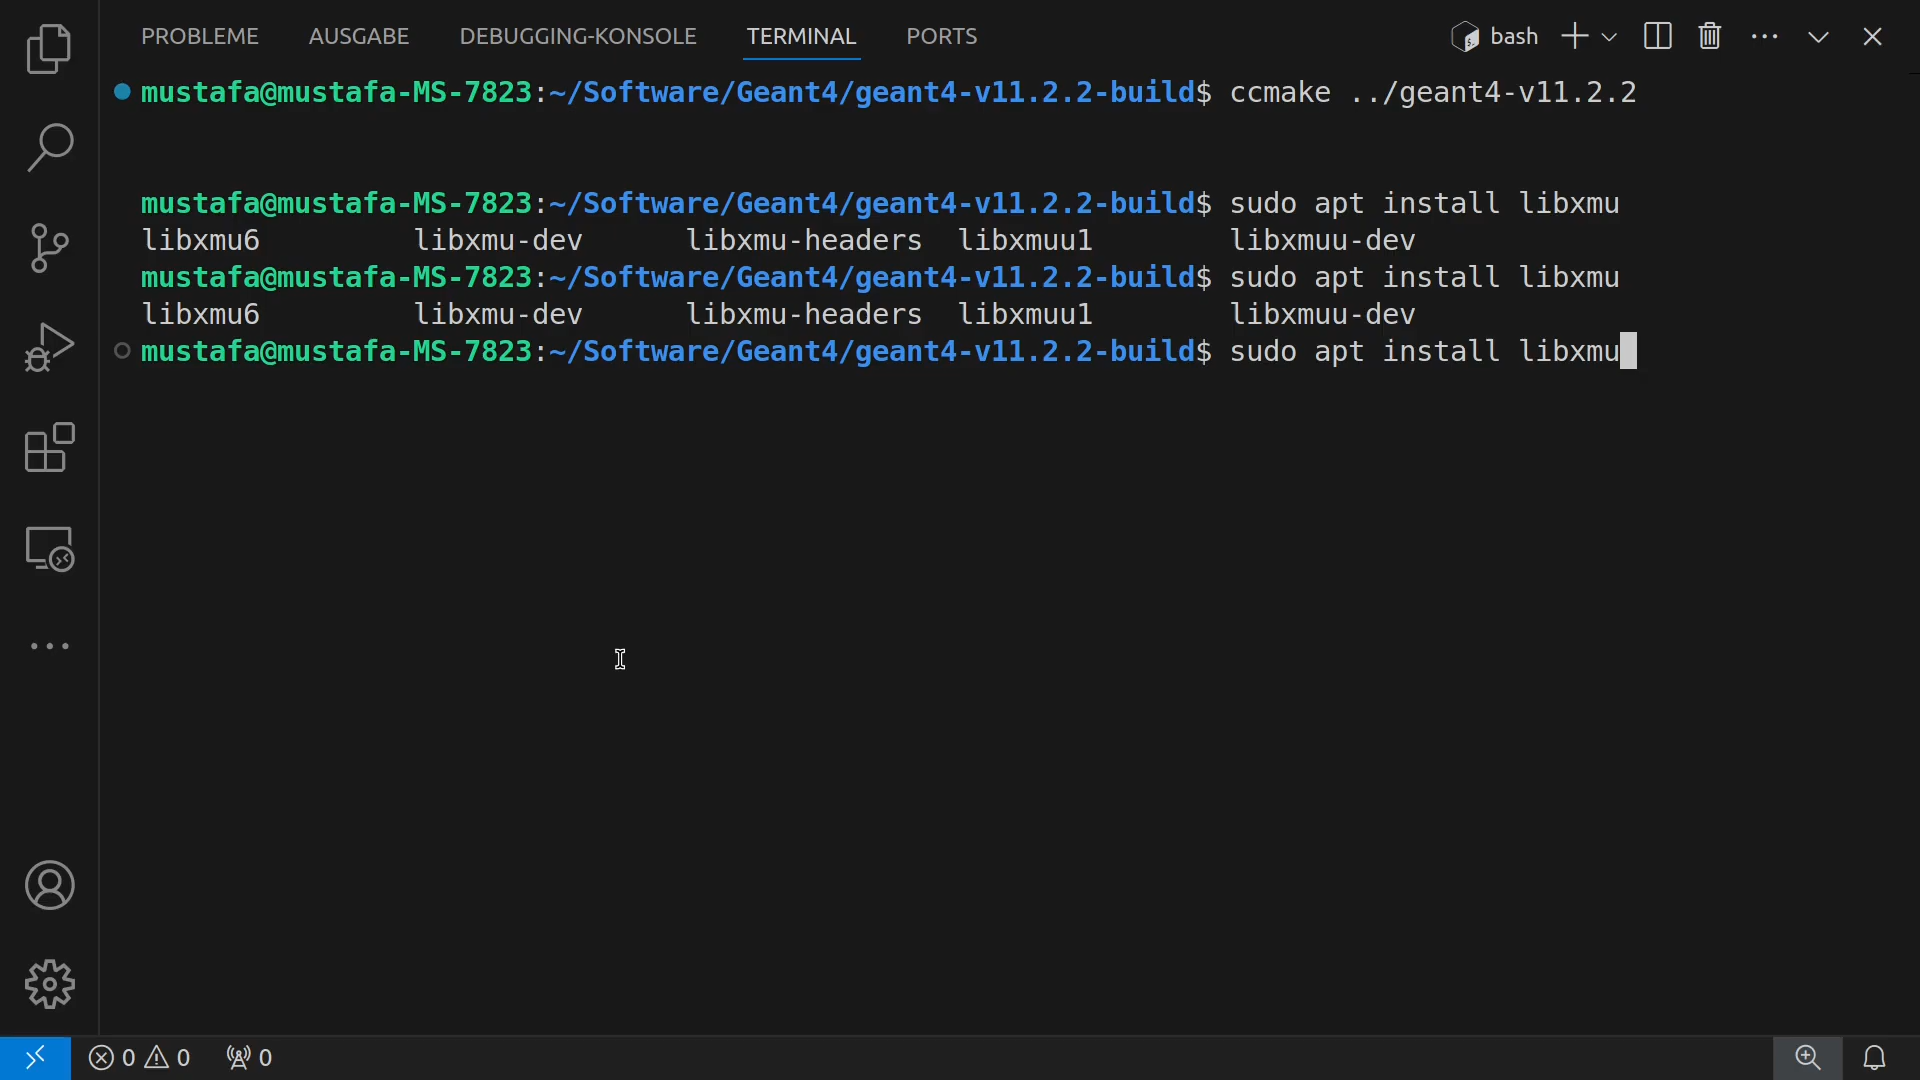 PROBLEME AUSGABE DEBUGGING-KONSOLE TERMINAL PORTS bash
mustafa@mustafa-MS-7823:~/Software/Geant4/geant4-v11.2.2-build$ ccmake ../geant4-v11.2.2
mustafa@mustafa-MS-7823:~/Software/Geant4/geant4-v11.2.2-build$ sudo apt install libxmu
libxmu6 libxmu-dev libxmu-headers libxmuu1 libxmuu-dev
mustafa@mustafa-MS-7823:~/Software/Geant4/geant4-v11.2.2-build$ sudo apt install libxmu
libxmu6 libxmu-dev libxmu-headers libxmuu1 libxmuu-dev
mustafa@mustafa-MS-7823:~/Software/Geant4/geant4-v11.2.2-build$ sudo apt install libxmu
0 0 0